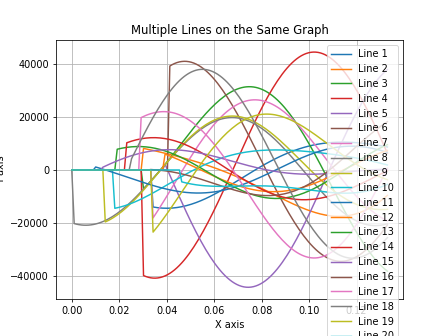 Multiple Lines on the Same Graph
40000
20000
0
−20000
−40000
0.00 0.02 0.04 0.06 0.08 0.10
X axis
axis
Line 1
Line 2
Line 3
Line 4
Line 5
Line 6
Line 8
Line 9
Line 10
Line 11
Line 12
Line 13
Line 14
Line 15
Line 16
Line 17
Line 18
Line 19
Line 20